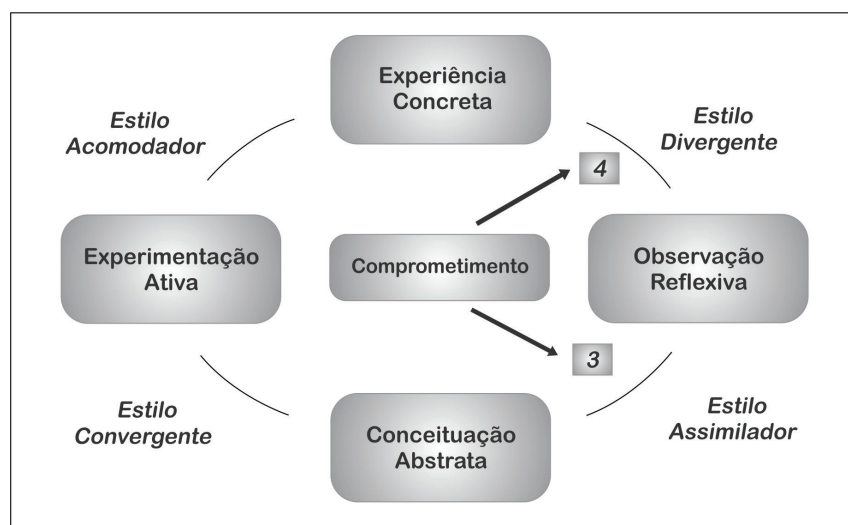 Experiência
Concreta
Estilo
Acomodador
Estilo
Divergente
4
Experimentação
Ativa
Comprometimento
Observação
Reflexiva
3
Estilo
Convergente
Conceituação
Abstrata
Estilo
Assimilador